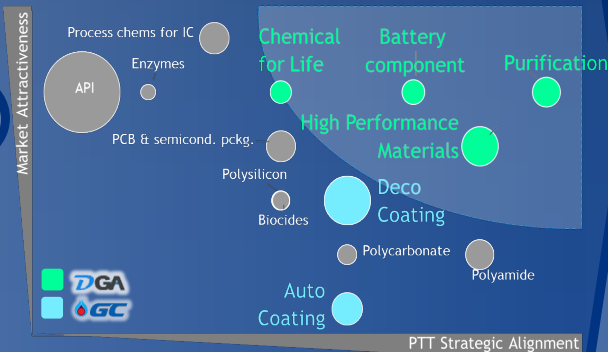 Market Attractiveness
Process chems for IC
Enzymes
API
Chemical
for Life
Battery
component
Purification
High Performance
Materials
PCB & semicond. pckg.
Polysilicon
Biocides
Deco
Coating
Polycarbonate
Polyamide
Auto
Coating
DGA
GC
PTT Strategic Alignment